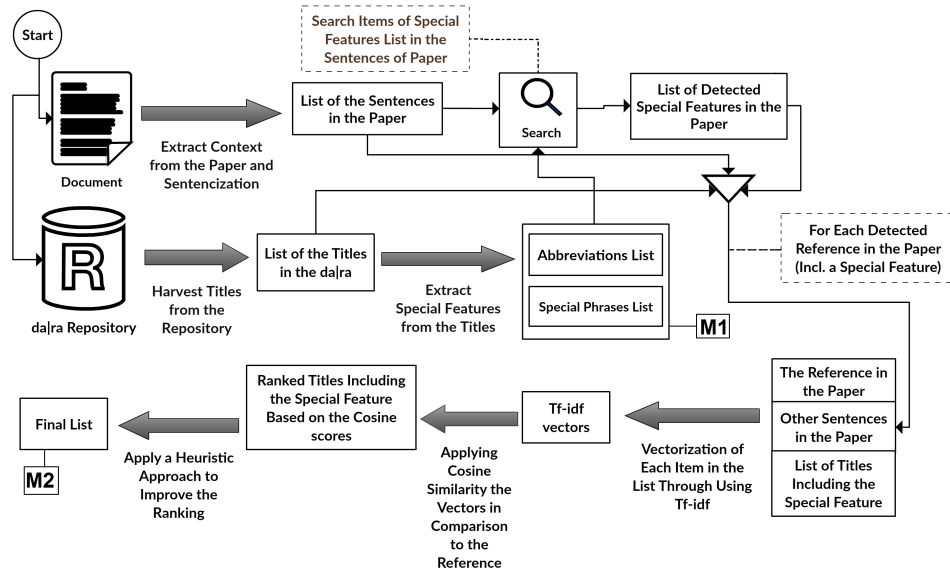 Start
Search Items of Special
Features List in the
Sentences of Paper
List of the Sentences
in the Paper
Search
List of Detected
Special Features in the
Paper
Extract Context
from the Paper and
Sentencization
Document
R
da|ra Repository
Harvest Titles
from the
Repository
List of the Titles
in the da|ra
Extract
Special Features
from the Titles
Abbreviations List
Special Phrases List
M1
For Each Detected
Reference in the Paper
(Incl. a Special Feature)
The Reference in
the Paper
Other Sentences
in the Paper
List of Titles
Including the
Special Feature
Vectorization of
Each Item in the
List Through Using
Tf-idf
Tf-idf
vectors
Applying
Cosine
Similarity the
Vectors in
Comparison
to the
Reference
Ranked Titles Including
the Special Feature
Based on the Cosine
scores
Apply a Heuristic
Approach to
Improve the
Ranking
Final List
M2